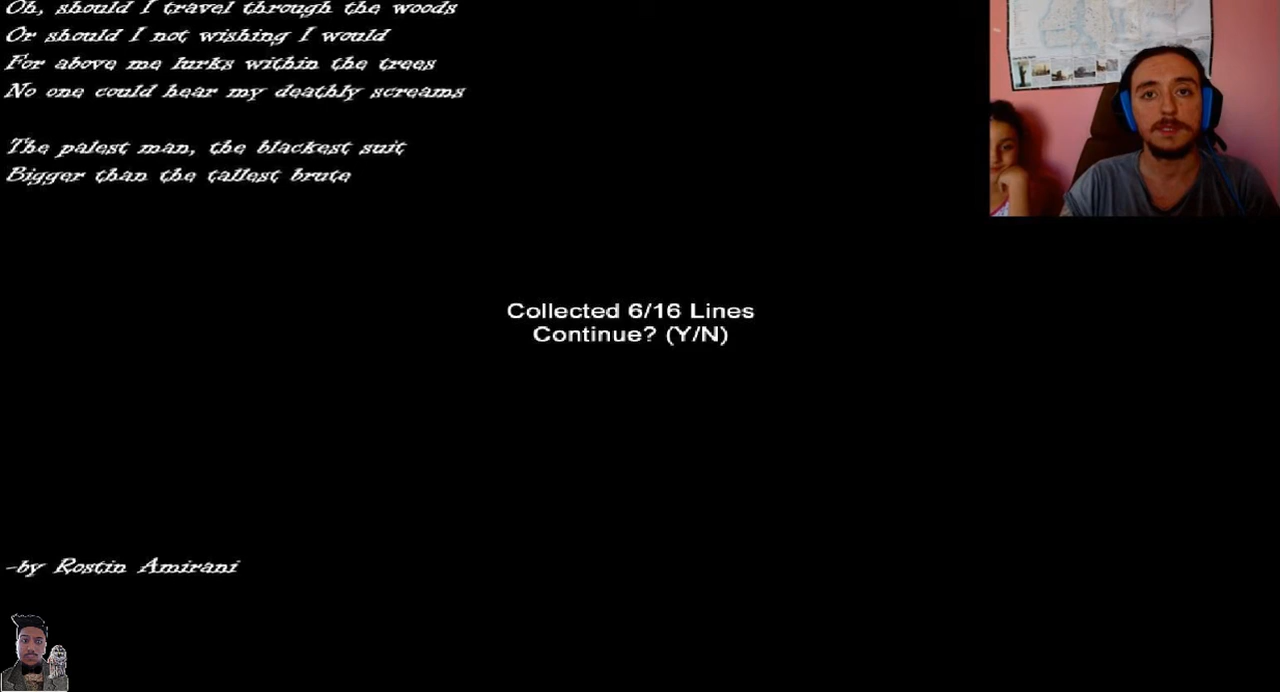 Oh, should I travel through the woods
Or should I not wishing I would
For above me lurks within the trees
No one could hear my deathly screams
The palest man, the blackest suit
Bigger than the tallest brute
Collected 6/16 Lines
Continue? (Y/N)
-by Rostin Amirani